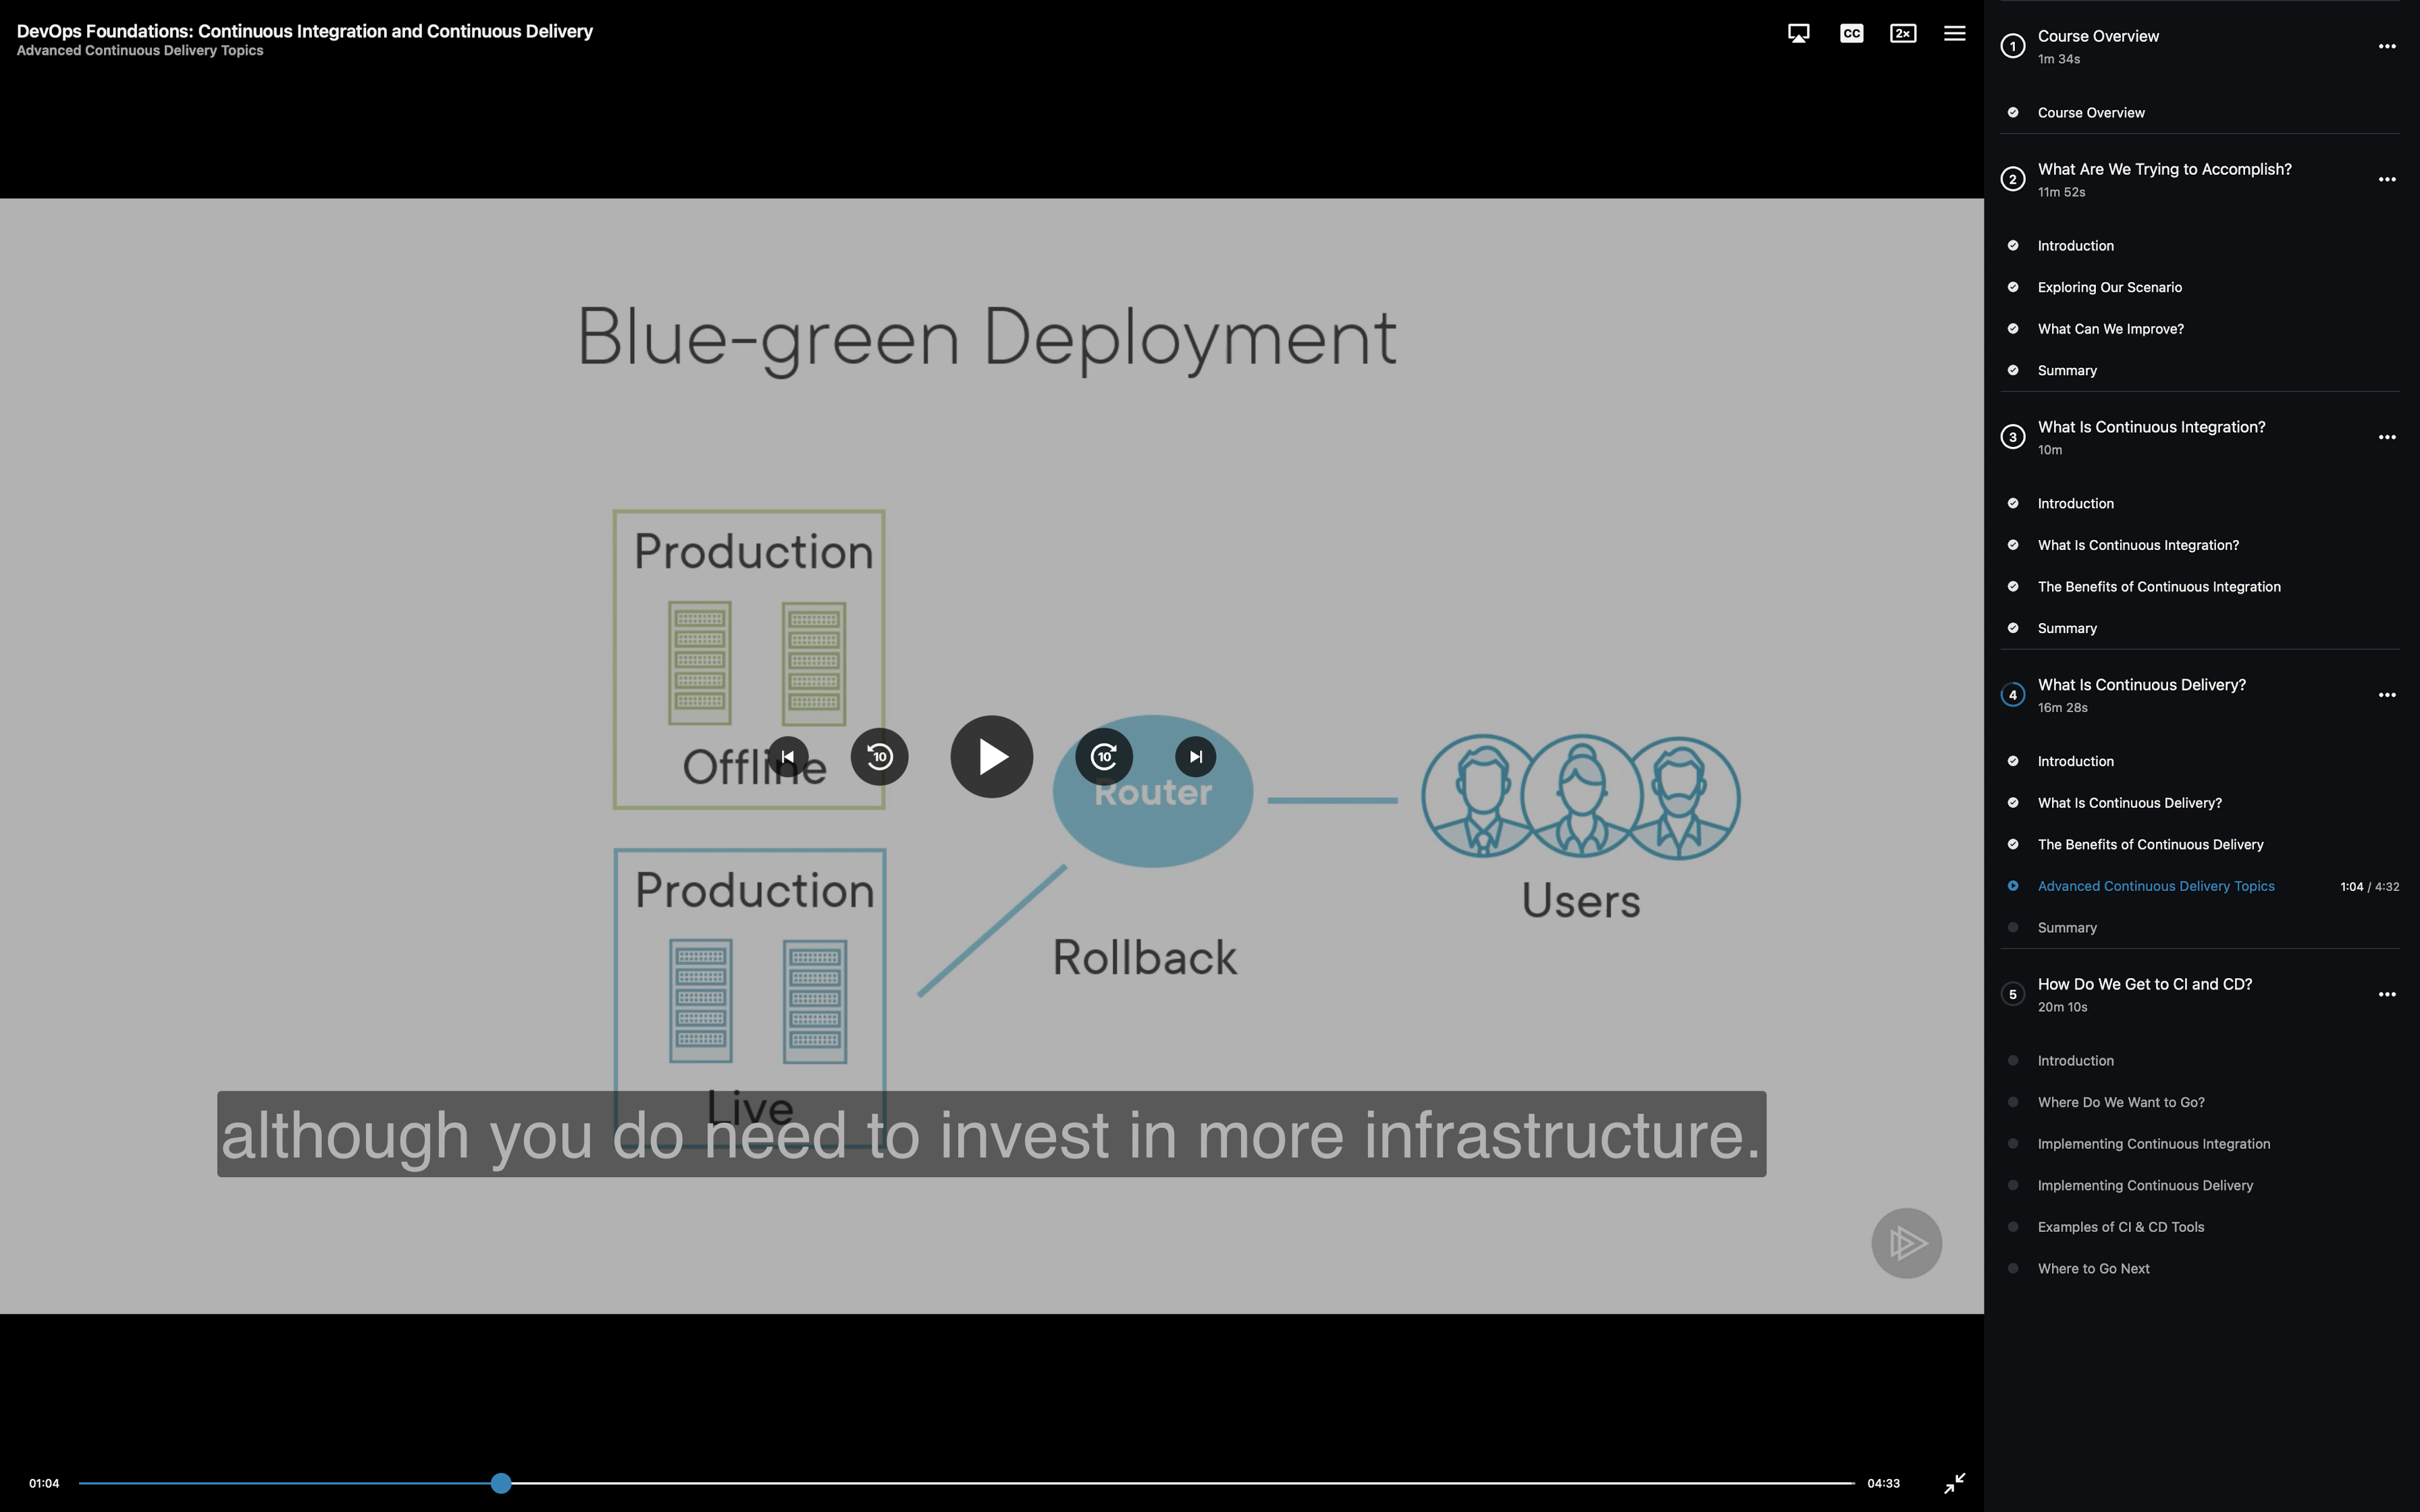 DevOps Foundations: Continuous Integration and Continuous Delivery
Advanced Continuous Delivery Topics
CC
2×
Blue-green Deployment
Production
Offline
10
10
Router
Production
Live
Rollback
Users
although you do need to invest in more infrastructure.
01:04
04:33
1
Course Overview
1m 34s
Course Overview
2
What Are We Trying to Accomplish?
11m 52s
Introduction
Exploring Our Scenario
What Can We Improve?
Summary
3
What Is Continuous Integration?
10m
Introduction
What Is Continuous Integration?
The Benefits of Continuous Integration
Summary
4
What Is Continuous Delivery?
16m 28s
Introduction
What Is Continuous Delivery?
The Benefits of Continuous Delivery
Advanced Continuous Delivery Topics 1:04 / 4:32
Summary
5
How Do We Get to CI and CD?
20m 10s
Introduction
Where Do We Want to Go?
Implementing Continuous Integration
Implementing Continuous Delivery
Examples of CI & CD Tools
Where to Go Next